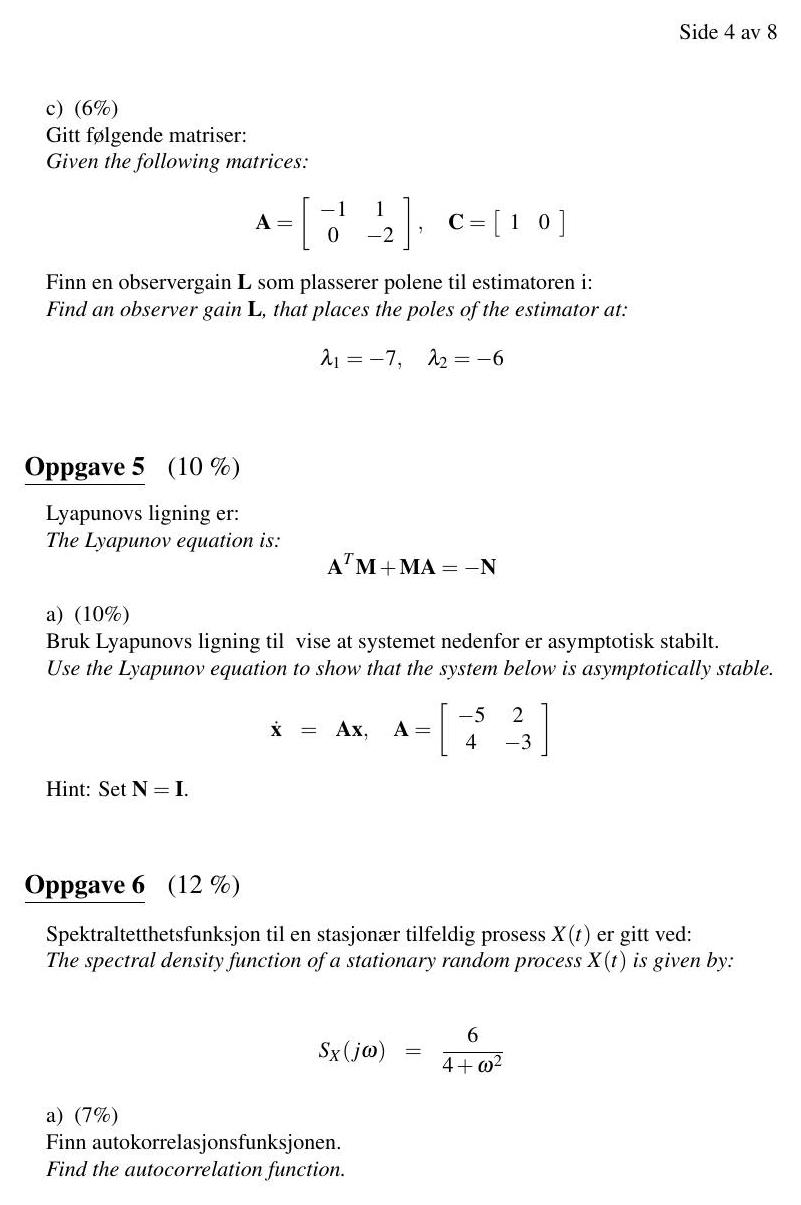 Side 4 av 8
c) (6%)
Gitt følgende matriser:
Given the following matrices:
A = [ −1 1 ; 0 −2 ], C = [ 1 0 ]
Finn en observergain L som plasserer polene til estimatoren i:
Find an observer gain L, that places the poles of the estimator at:
λ₁ = −7, λ₂ = −6
Oppgave 5 (10 %)
Lyapunovs ligning er:
The Lyapunov equation is:
AᵀM + MA = −N
a) (10%)
Bruk Lyapunovs ligning til vise at systemet nedenfor er asymptotisk stabilt.
Use the Lyapunov equation to show that the system below is asymptotically stable.
ẋ = Ax, A = [ −5 2 ; 4 −3 ]
Hint: Set N = I.
Oppgave 6 (12 %)
Spektraltetthetsfunksjon til en stasjonær tilfeldig prosess X(t) er gitt ved:
The spectral density function of a stationary random process X(t) is given by:
S_X(jω) = 6 / (4 + ω²)
a) (7%)
Finn autokorrelasjonsfunksjonen.
Find the autocorrelation function.